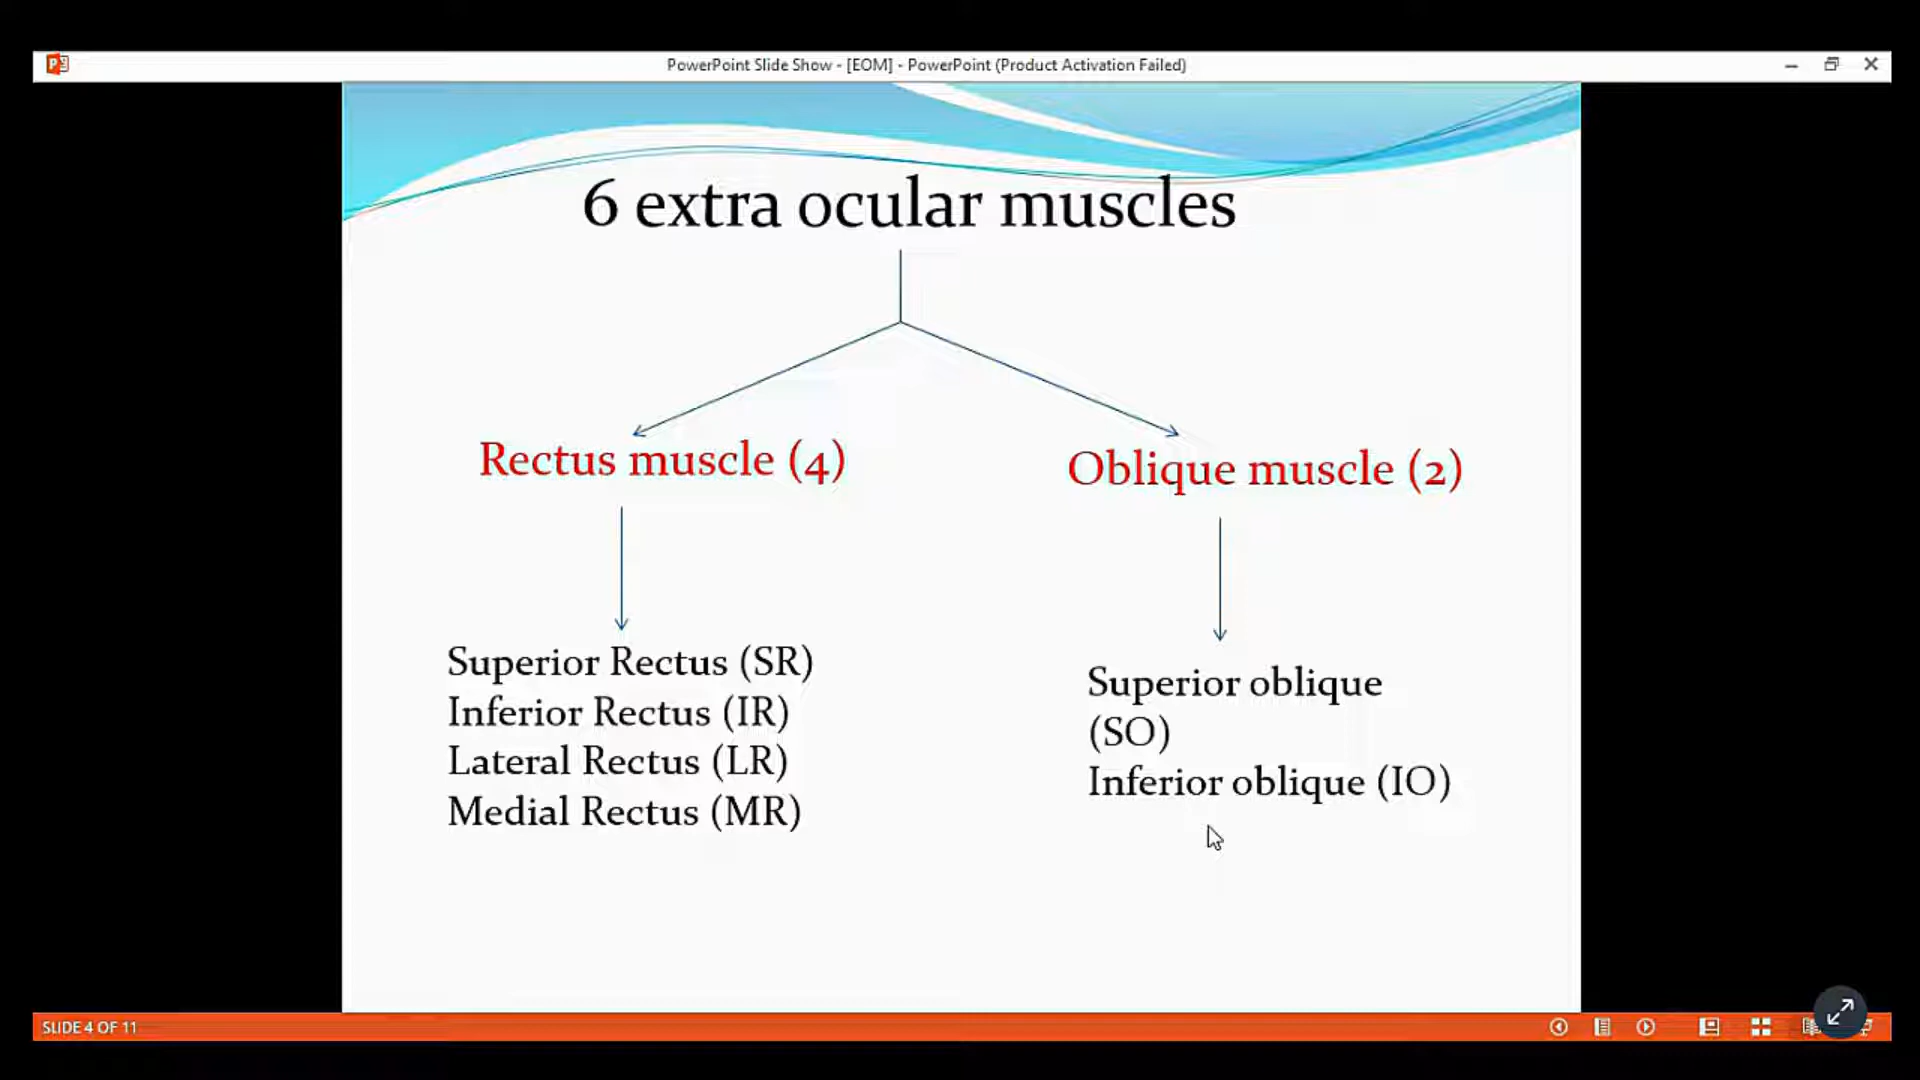 PowerPoint Slide Show - [EOM] - PowerPoint (Product Activation Failed)
6 extra ocular muscles
Rectus muscle (4)
Oblique muscle (2)
Superior Rectus (SR)
Inferior Rectus (IR)
Lateral Rectus (LR)
Medial Rectus (MR)
Superior oblique
(SO)
Inferior oblique (IO)
SLIDE 4 OF 11